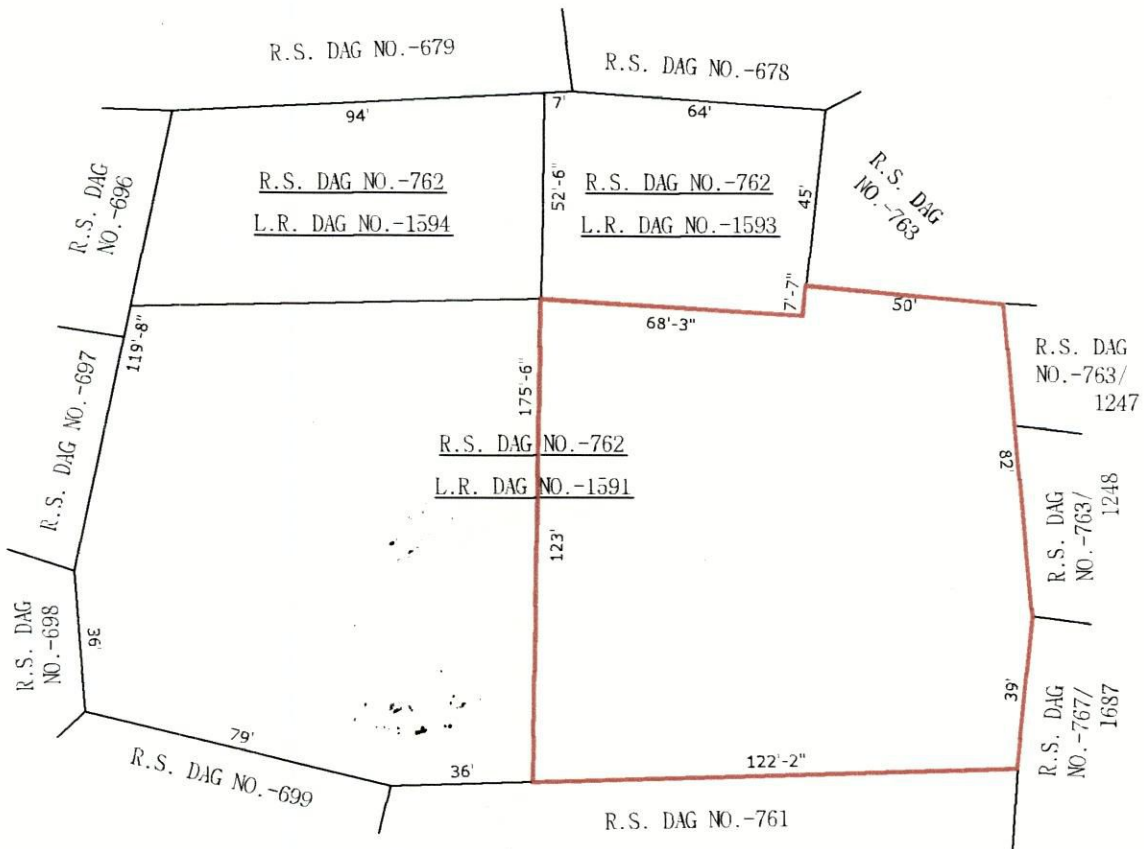 R.S. DAG NO.-679
R.S. DAG NO.-678
94'
7'
64'
R.S. DAG
NO.-696
R.S. DAG NO.-762
L.R. DAG NO.-1594
52'-6"
R.S. DAG NO.-762
L.R. DAG NO.-1593
45'
R.S. DAG
NO.-763
7'-7"
68'-3"
50'
119'-8"
175'-6"
R.S. DAG
NO.-763/
1247
R.S. DAG NO.-697
R.S. DAG NO.-762
L.R. DAG NO.-1591
82'
R.S. DAG
NO.-763/
1248
123'
R.S. DAG
NO.-698
36'
39'
R.S. DAG
NO.-767/
1687
79'
R.S. DAG NO.-699
36'
122'-2"
R.S. DAG NO.-761